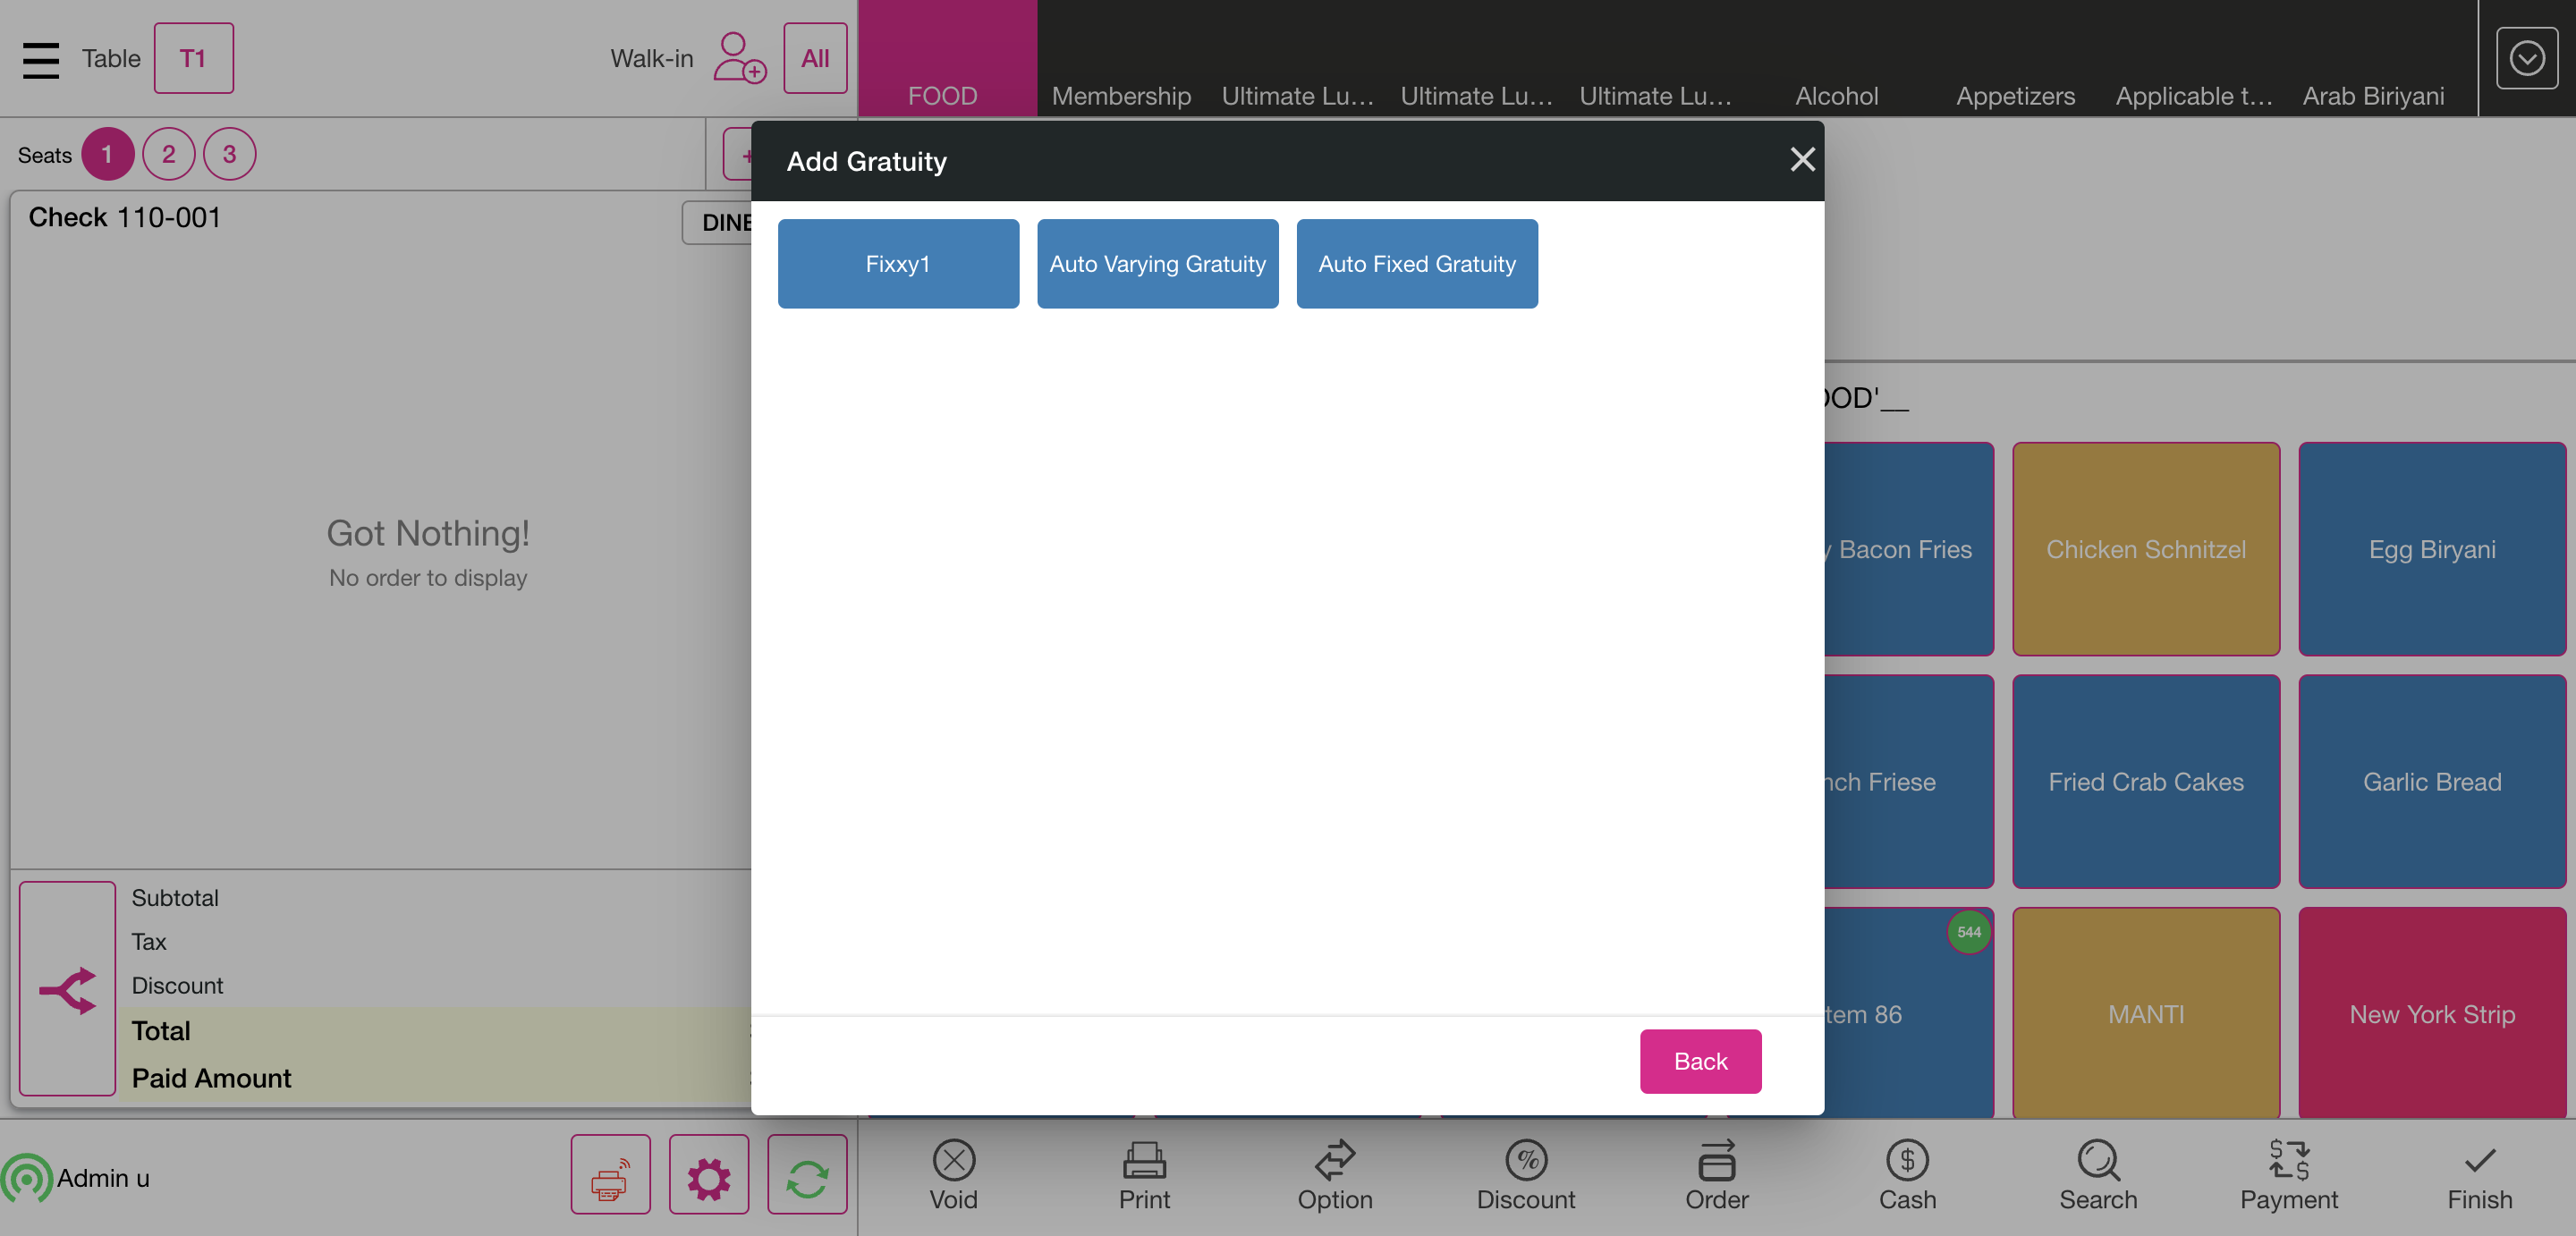 Table
T1
Walk-in
All
FOOD
Membership
Ultimate Lu...
Ultimate Lu...
Ultimate Lu...
Alcohol
Appetizers
Applicable t...
Arab Biriyani
Seats
1
2
3
+
Check 110-001
DINE
Got Nothing!
No order to display
Subtotal
Tax
Discount
Total
Paid Amount
Add Gratuity
Fixxy1
Auto Varying Gratuity
Auto Fixed Gratuity
Back
OOD'__
y Bacon Fries
Chicken Schnitzel
Egg Biryani
nch Friese
Fried Crab Cakes
Garlic Bread
544
tem 86
MANTI
New York Strip
Admin u
Void
Print
Option
Discount
Order
Cash
Search
Payment
Finish